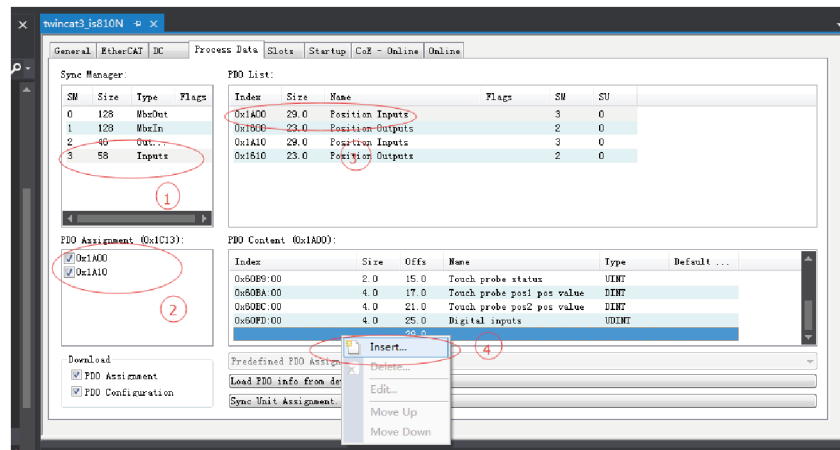 twincat3_is810N
General EtherCAT DC Process Data Slots Startup CoE - Online Online
Sync Manager:
SM Size Type Flags
0 128 MbxOut
1 128 MbxIn
2 46 Out...
3 58 Inputs
1
PDO List:
Index Size Name Flags SM SU
0x1A00 29.0 Position Inputs 3 0
0x1600 23.0 Position Outputs 2 0
0x1A10 29.0 Position Inputs 3 0
0x1610 23.0 Position Outputs 2 0
3
PDO Assignment (0x1C13):
0x1A00
0x1A10
2
PDO Content (0x1A00):
Index Size Offs Name Type Default ...
0x60B9:00 2.0 15.0 Touch probe status UINT
0x60BA:00 4.0 17.0 Touch probe pos1 pos value DINT
0x60BC:00 4.0 21.0 Touch probe pos2 pos value DINT
0x60FD:00 4.0 25.0 Digital inputs UDINT
29.0
Insert...
Delete...
Edit...
Move Up
Move Down
4
Download
PDO Assignment
PDO Configuration
Predefined PDO Assign
Load PDO info from de
Sync Unit Assignment.